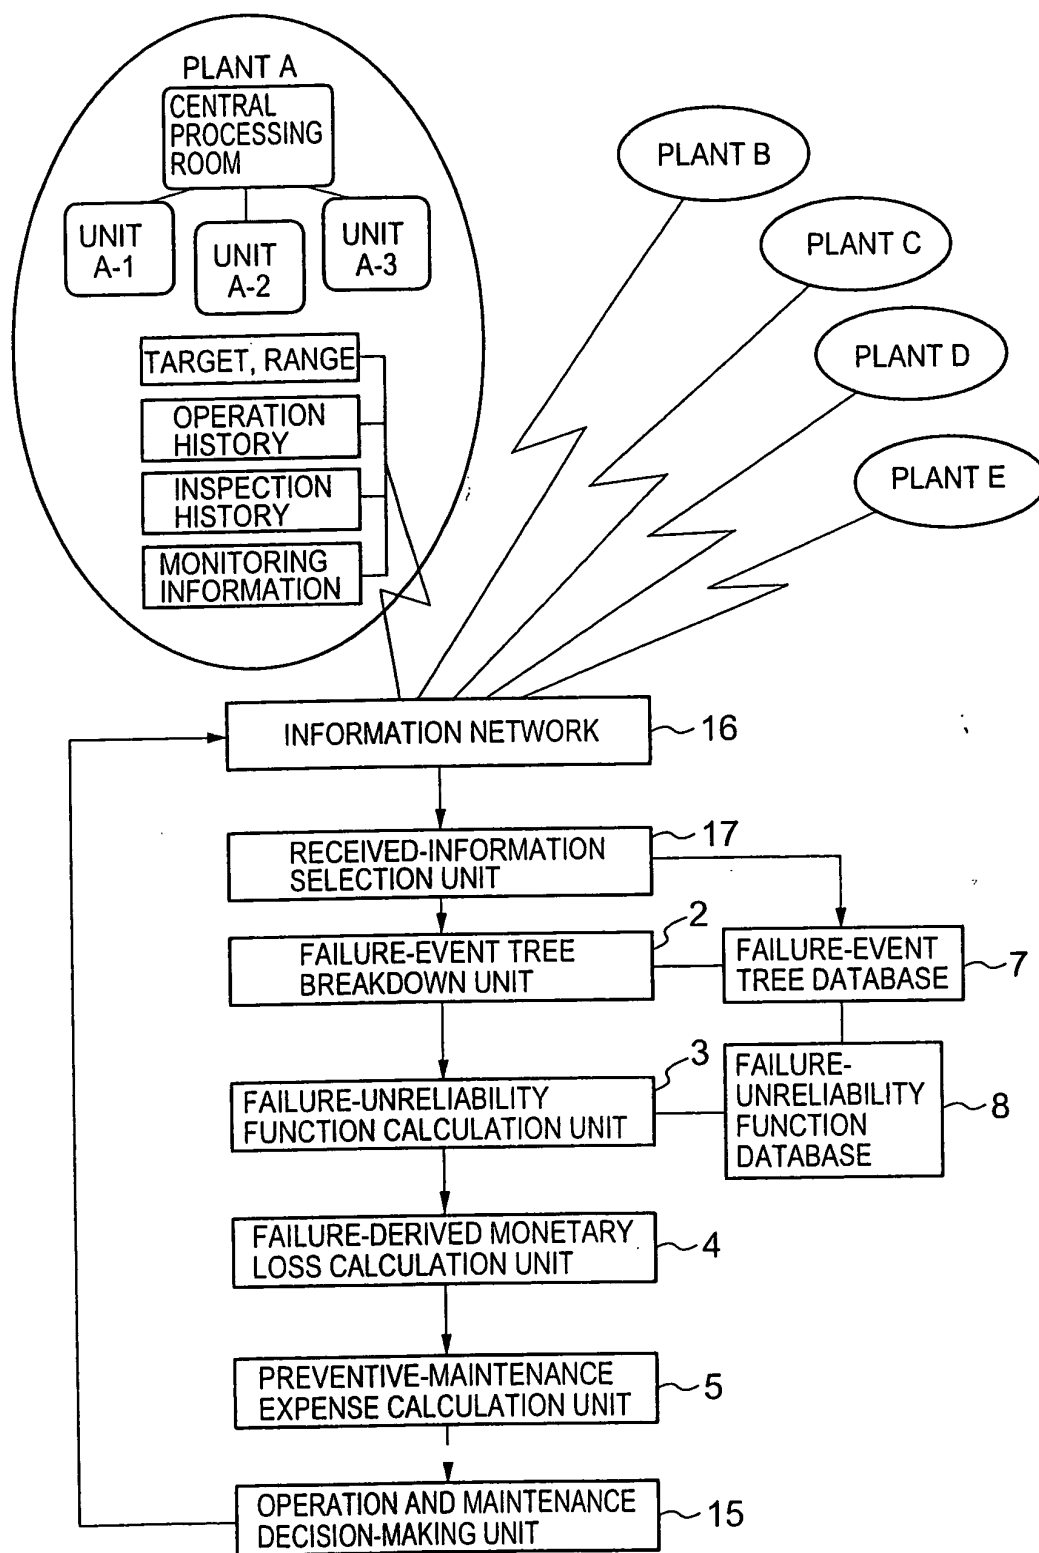 PLANT A
CENTRAL
PROCESSING
ROOM
UNIT
A-1
UNIT
A-2
UNIT
A-3
TARGET, RANGE
OPERATION
HISTORY
INSPECTION
HISTORY
MONITORING
INFORMATION
PLANT B
PLANT C
PLANT D
PLANT E
INFORMATION NETWORK
16
RECEIVED-INFORMATION
SELECTION UNIT
17
FAILURE-EVENT TREE
BREAKDOWN UNIT
2
FAILURE-EVENT
TREE DATABASE
7
FAILURE-UNRELIABILITY
FUNCTION CALCULATION UNIT
3
FAILURE-
UNRELIABILITY
FUNCTION
DATABASE
8
FAILURE-DERIVED MONETARY
LOSS CALCULATION UNIT
4
PREVENTIVE-MAINTENANCE
EXPENSE CALCULATION UNIT
5
OPERATION AND MAINTENANCE
DECISION-MAKING UNIT
15